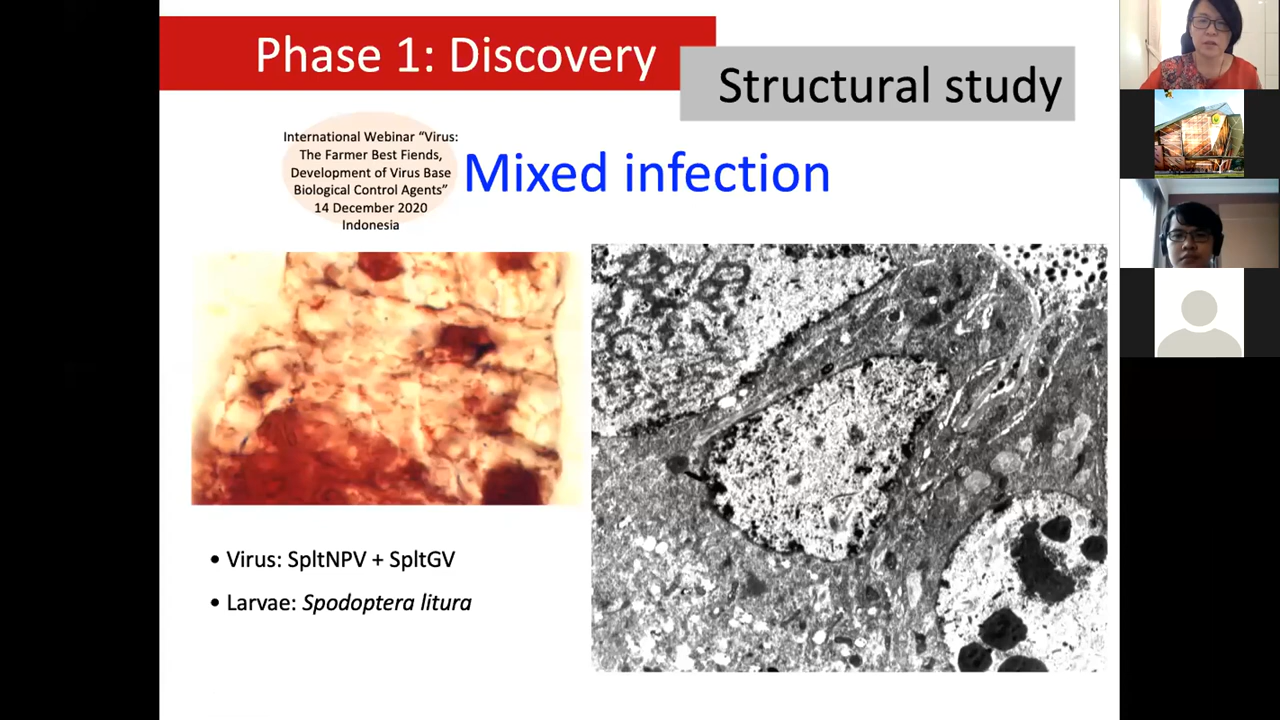 Phase 1: Discovery
Structural study
International Webinar “Virus:
The Farmer Best Fiends,
Development of Virus Base
Biological Control Agents”
14 December 2020
Indonesia
Mixed infection
• Virus: SpltNPV + SpltGV
• Larvae: Spodoptera litura